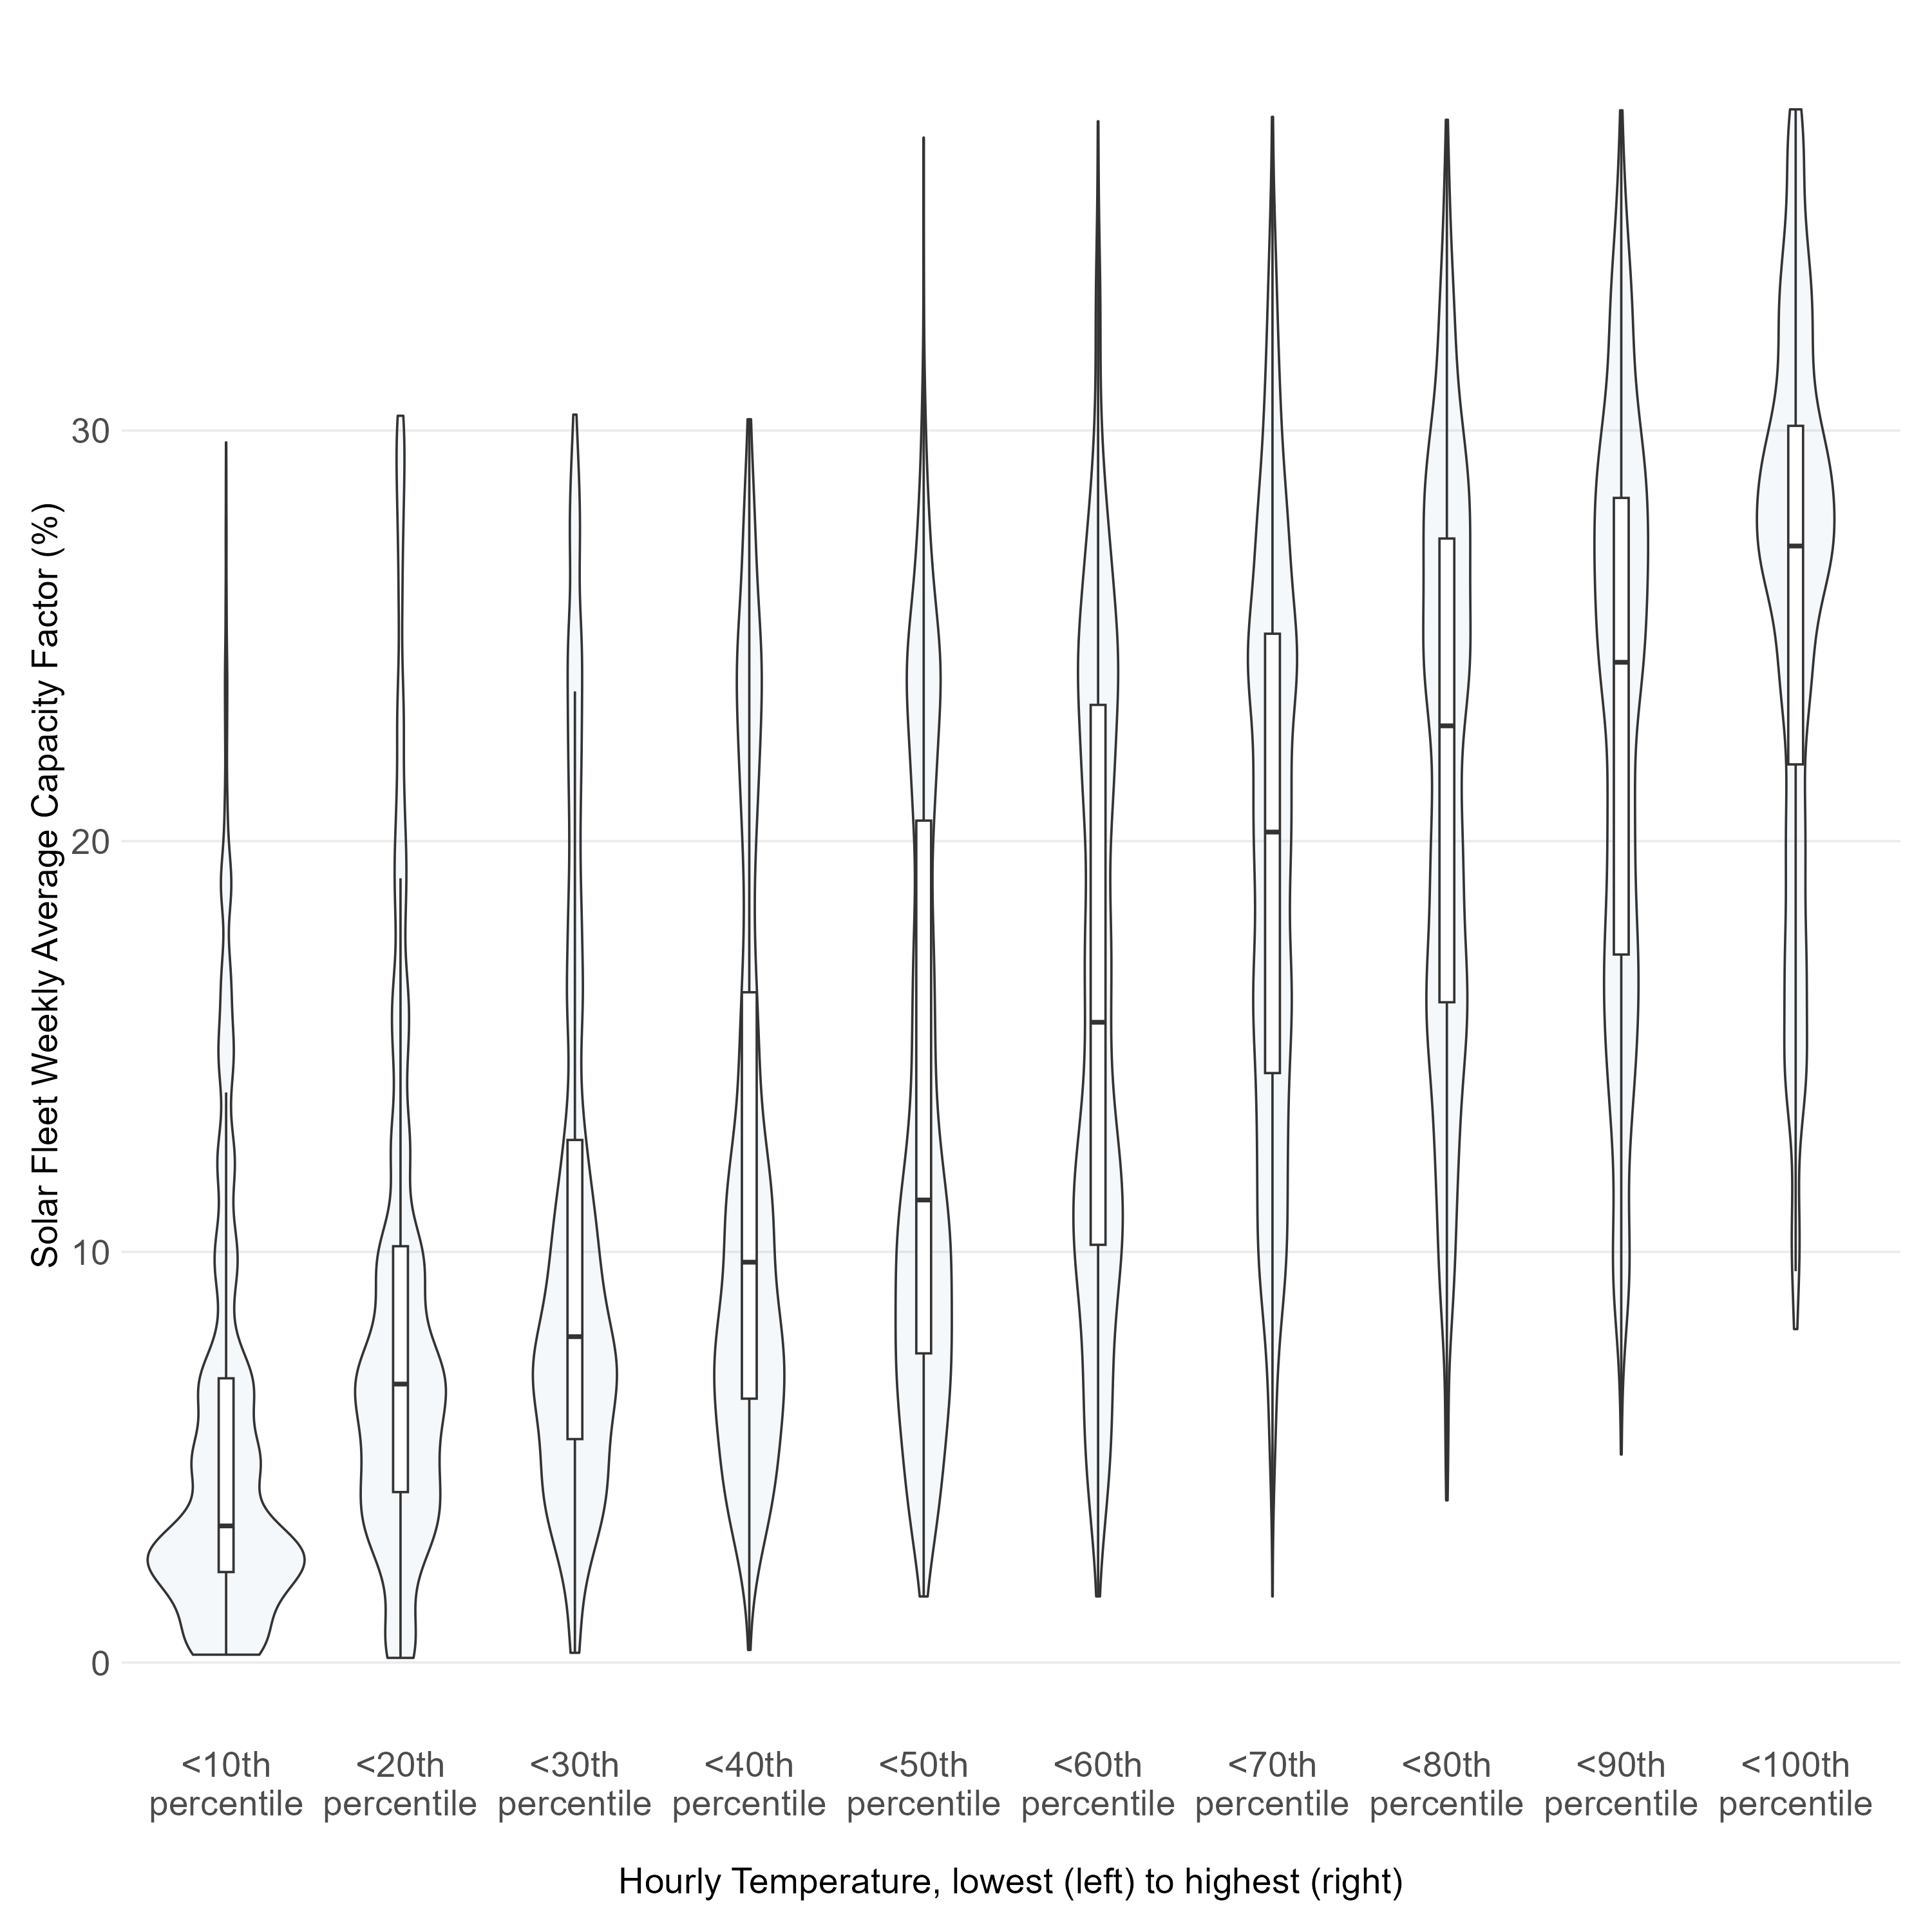 Solar Fleet Weekly Average Capacity Factor (%)
30
20
10
0
<10th percentile
<20th percentile
<30th percentile
<40th percentile
<50th percentile
<60th percentile
<70th percentile
<80th percentile
<90th percentile
<100th percentile
Hourly Temperature, lowest (left) to highest (right)